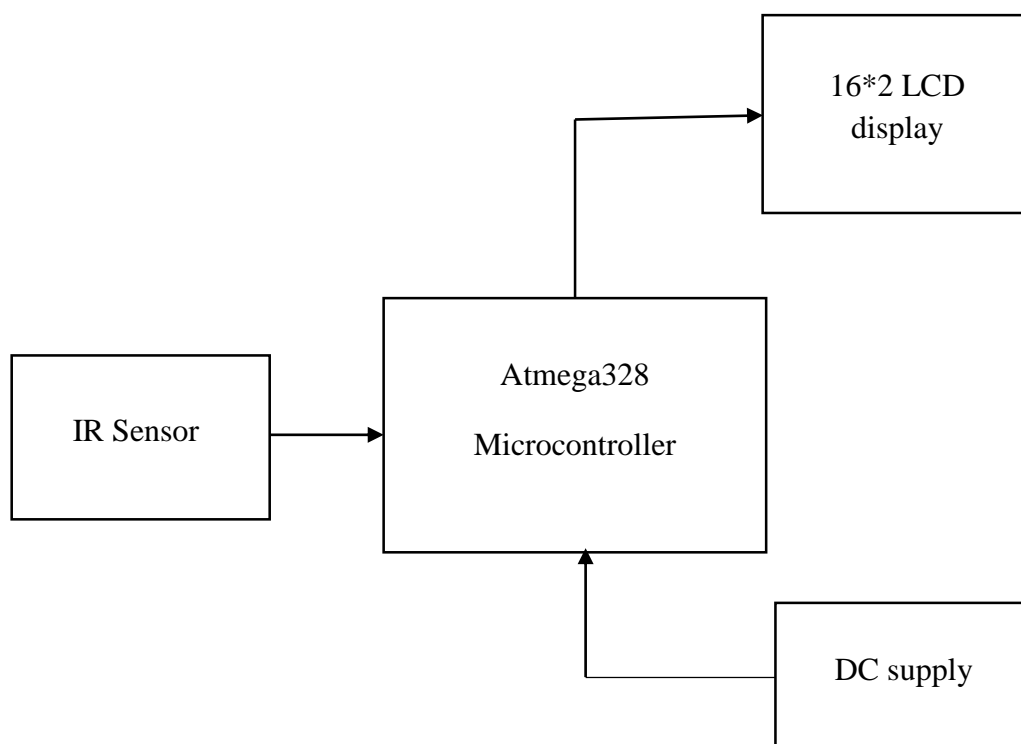 16*2 LCD
display
Atmega328
Microcontroller
IR Sensor
DC supply